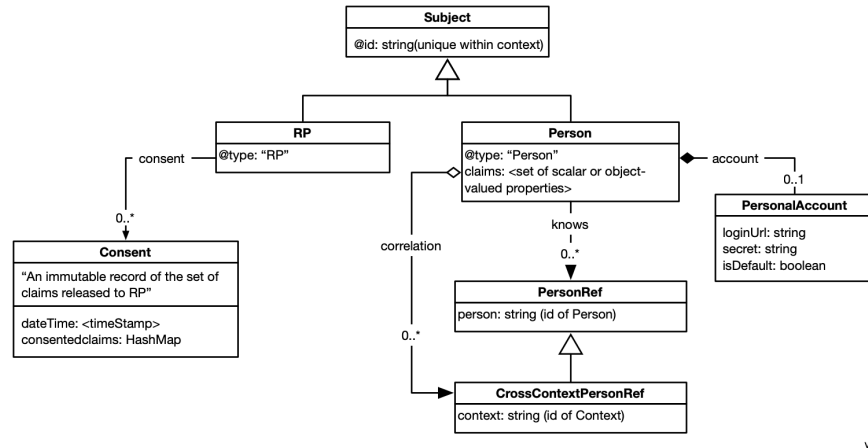 Subject
@id: string(unique within context)
RP
@type: “RP”
Person
@type: “Person”
claims: <set of scalar or object-
valued properties>
consent
account
0..1
PersonalAccount
loginUrl: string
secret: string
isDefault: boolean
0..*
knows
0..*
correlation
Consent
“An immutable record of the set of
claims released to RP”
dateTime: <timeStamp>
consentedclaims: HashMap
PersonRef
person: string (id of Person)
0..*
CrossContextPersonRef
context: string (id of Context)